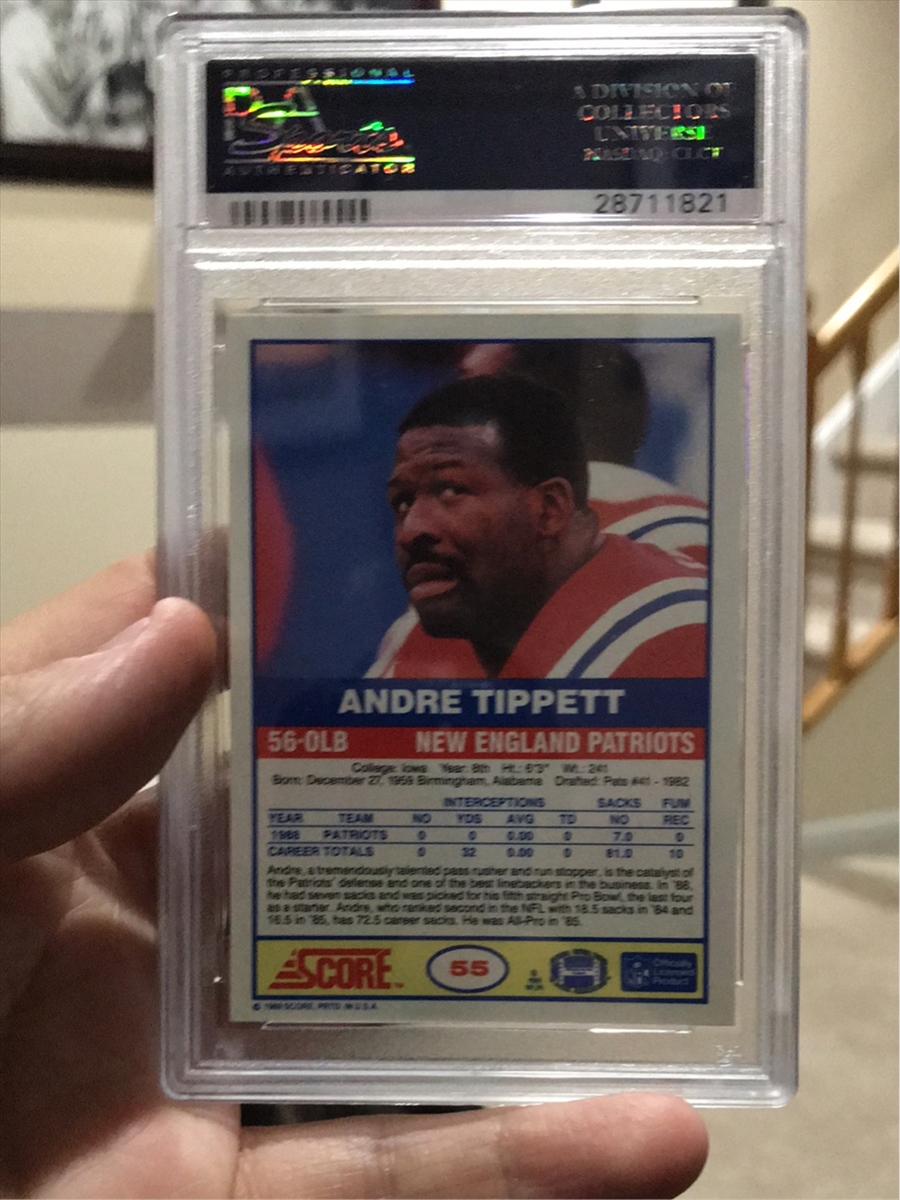 PROFESSIONAL
PSA
Sports
AUTHENTICATOR
A DIVISION OF
COLLECTORS
UNIVERSE
NASDAQ: CLCT
28711821
ANDRE TIPPETT
56-OLB NEW ENGLAND PATRIOTS
College: Iowa Year: 8th Ht.: 6'3" Wt.: 241
Born: December 27, 1959 Birmingham, Alabama Drafted: Pats #41 - 1982
INTERCEPTIONS SACKS FUM
YEAR TEAM NO YDS AVG TD NO REC
1988 PATRIOTS 0 0 0.00 0 7.0 0
CAREER TOTALS 0 32 0.00 0 81.0 10
Andre, a tremendously talented pass rusher and run stopper, is the catalyst of
the Patriots' defense and one of the best linebackers in the business. In '88,
he had seven sacks and was picked for his fifth straight Pro Bowl, the last four
as a starter. Andre, who ranked second in the NFL with 18.5 sacks in '84 and
16.5 in '85, has 72.5 career sacks. He was All-Pro in '85.
SCORE™ 55
Officially
Licensed
Product
© 1989 SCORE, PRTD. IN U.S.A.